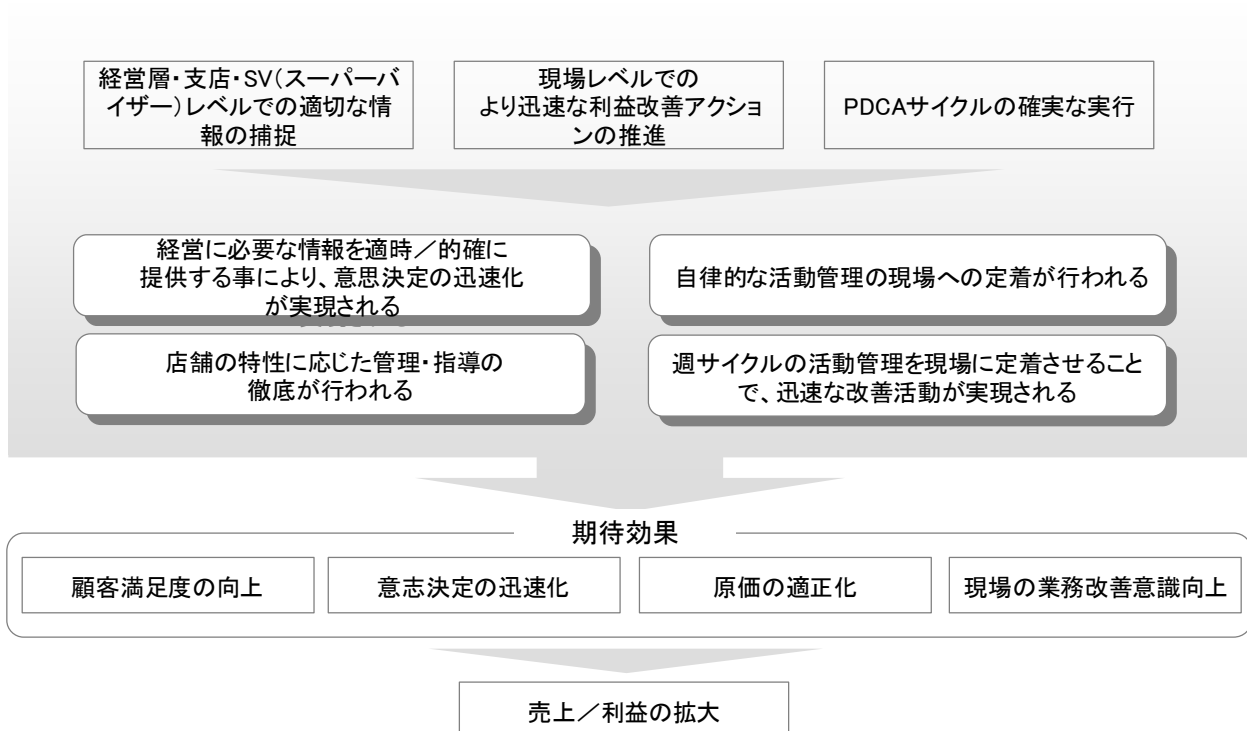 経営層・支店・SV（スーパーバ
イザー）レベルでの適切な情
報の捕捉
現場レベルでの
より迅速な利益改善アクショ
ンの推進
PDCAサイクルの確実な実行
経営に必要な情報を適時／的確に
提供する事により、意思決定の迅速化
が実現される
自律的な活動管理の現場への定着が行われる
店舗の特性に応じた管理・指導の
徹底が行われる
週サイクルの活動管理を現場に定着させること
で、迅速な改善活動が実現される
期待効果
顧客満足度の向上
意志決定の迅速化
原価の適正化
現場の業務改善意識向上
売上／利益の拡大